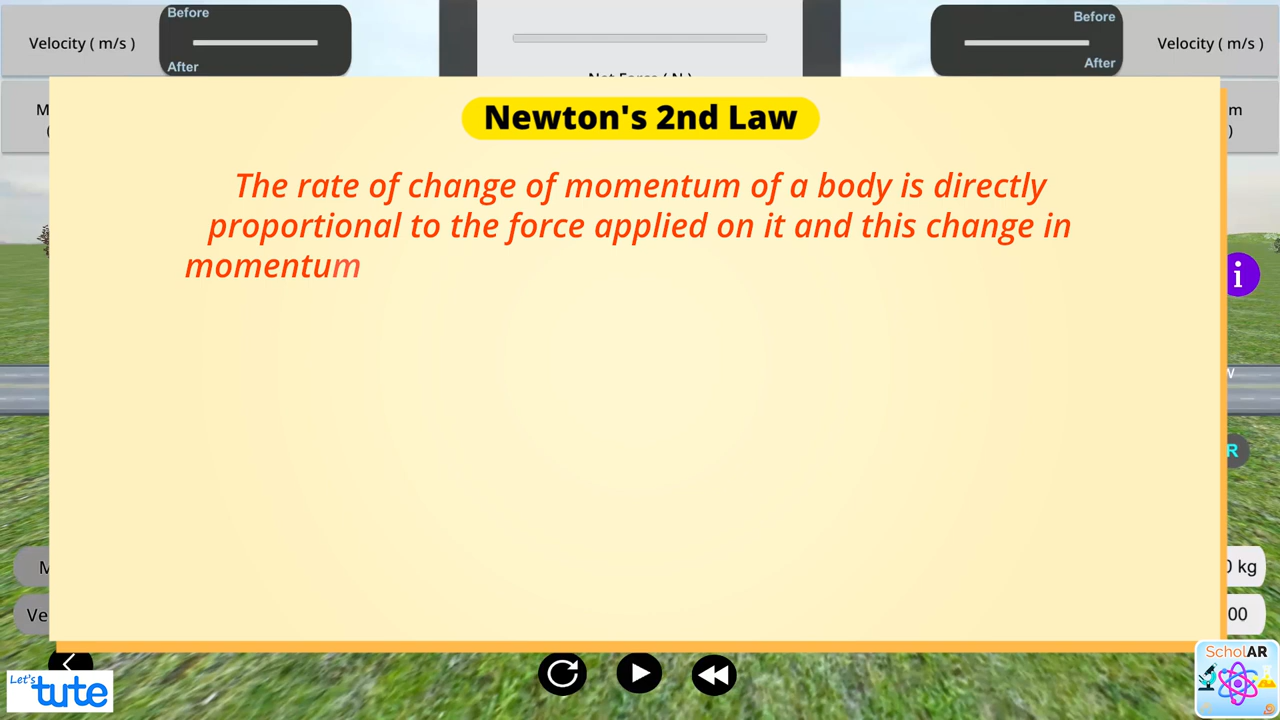 Before
Before
Velocity ( m/s )
Velocity ( m/s )
After
After
Newton's 2nd Law
The rate of change of momentum of a body is directly
proportional to the force applied on it and this change in
momentum
i
R
kg
Ve
00
Let's
tute
ScholAR